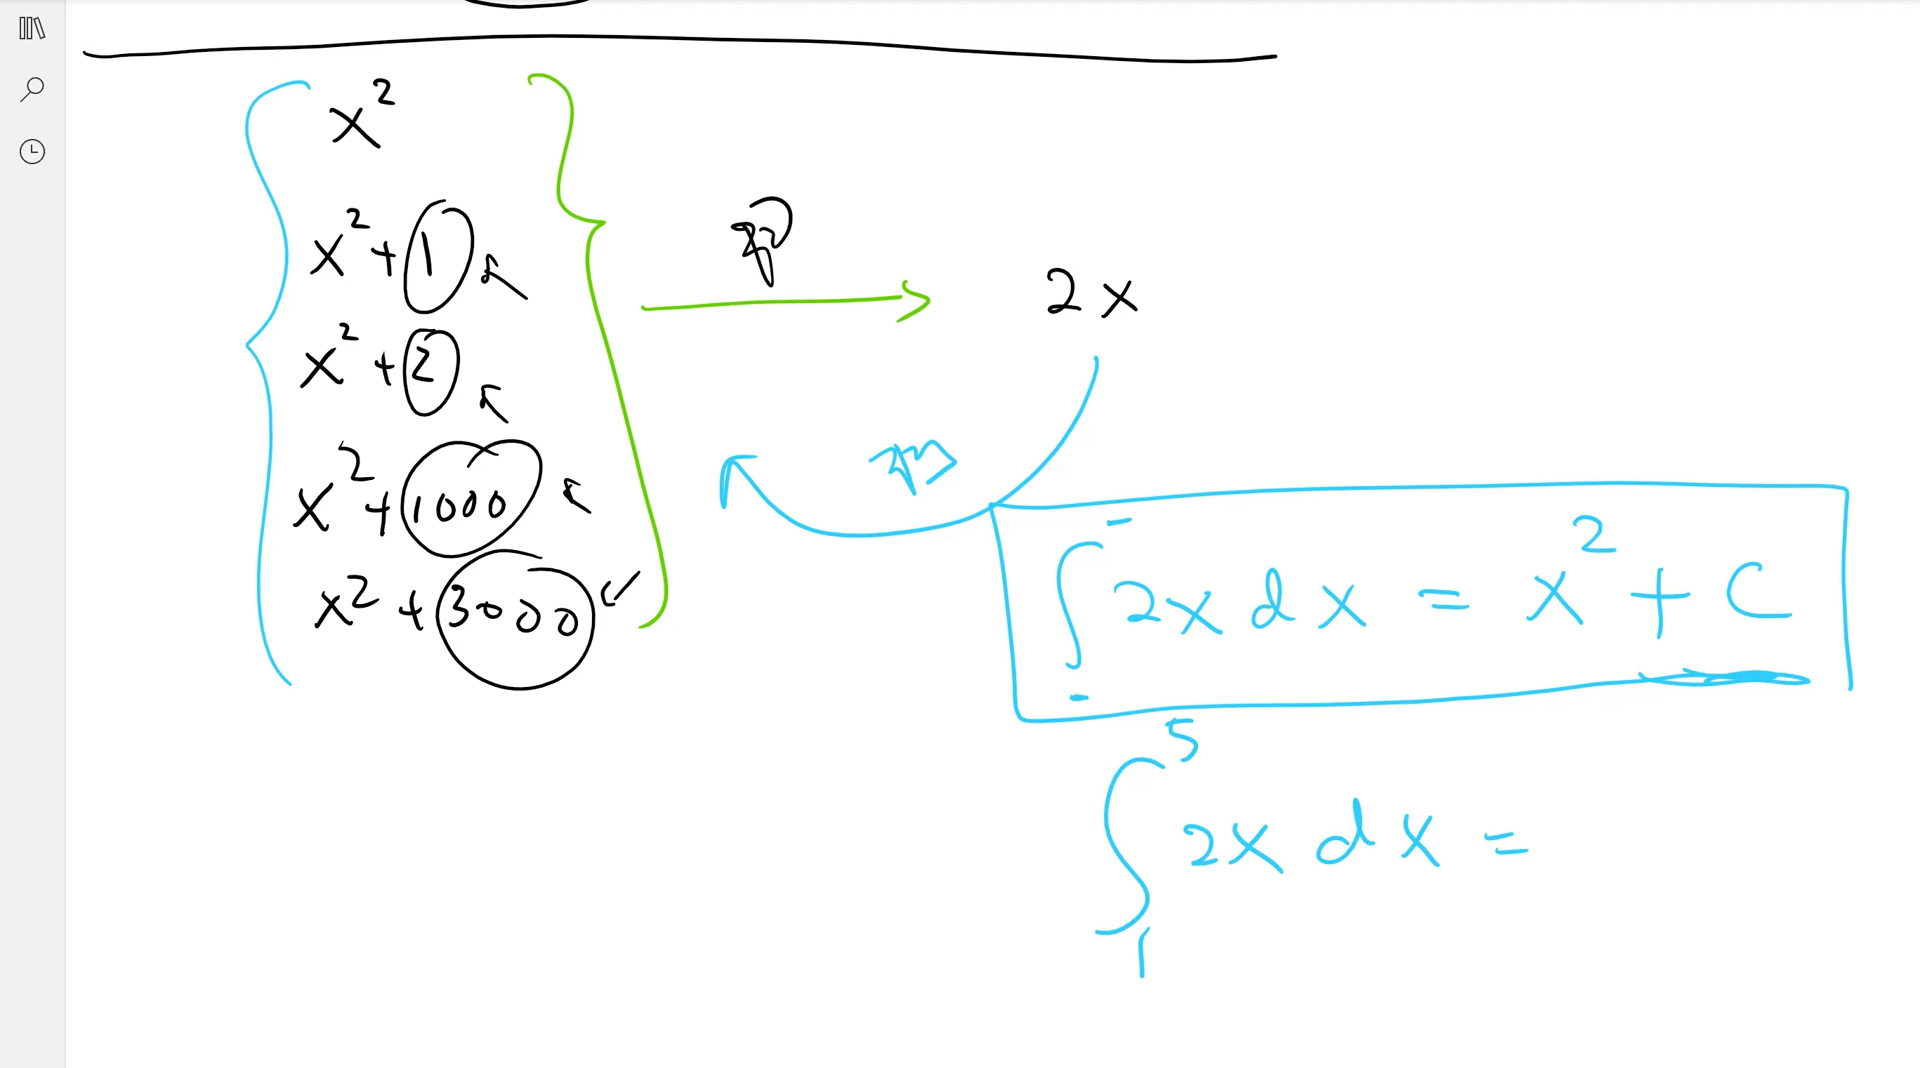 x²
x² + 1
x² + 2
x² + 1000
x² + 3000
2x
∫ 2x dx = x² + C
∫₁⁵ 2x dx =